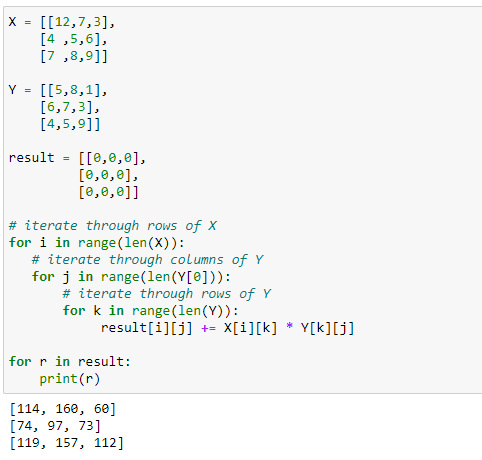 X = [[12,7,3],
    [4 ,5,6],
    [7 ,8,9]]

Y = [[5,8,1],
    [6,7,3],
    [4,5,9]]

result = [[0,0,0],
         [0,0,0],
         [0,0,0]]

# iterate through rows of X
for i in range(len(X)):
   # iterate through columns of Y
   for j in range(len(Y[0])):
       # iterate through rows of Y
       for k in range(len(Y)):
            result[i][j] += X[i][k] * Y[k][j]

for r in result:
    print(r)
[114, 160, 60]
[74, 97, 73]
[119, 157, 112]